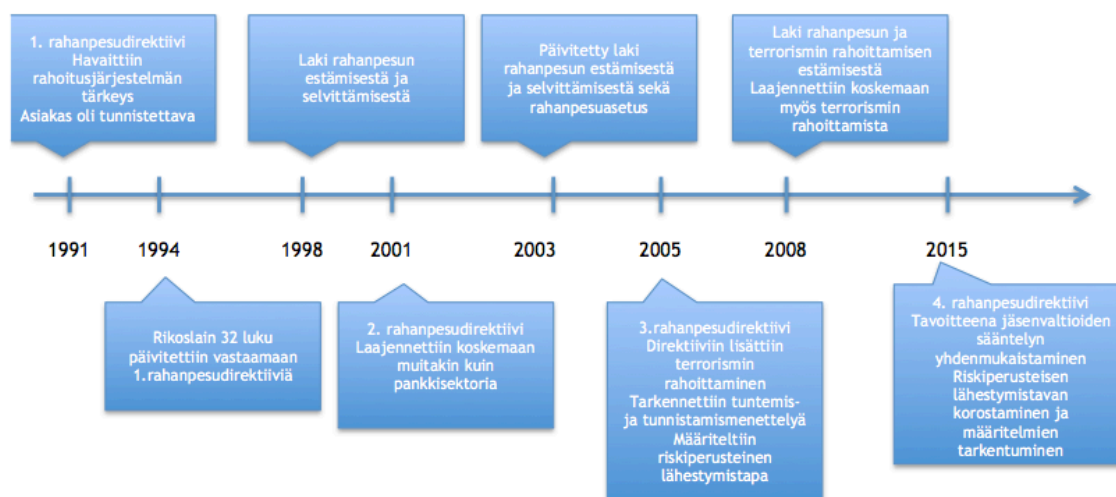 1. rahanpesudirektiivi
Havaittiin
rahoitusjärjestelmän
tärkeys
Asiakas oli tunnistettava
Laki rahanpesun
estämisestä ja
selvittämisestä
Päivitetty laki
rahanpesun estämisestä
ja selvittämisestä sekä
rahanpesuasetus
Laki rahanpesun ja
terrorismin rahoittamisen
estämisestä
Laajennettiin koskemaan
myös terrorismin
rahoittamista
1991
1994
1998
2001
2003
2005
2008
2015
Rikoslain 32 luku
päivitettiin vastaamaan
1.rahanpesudirektiiviä
2. rahanpesudirektiivi
Laajennettiin koskemaan
muitakin kuin
pankkisektoria
3.rahanpesudirektiivi
Direktiiviin lisättiin
terrorismin
rahoittaminen
Tarkennettiin tuntemis-
ja tunnistamismenettelyä
Määriteltiin
riskiperusteinen
lähestymistapa
4. rahanpesudirektiivi
Tavoitteena jäsenvaltioiden
sääntelyn
yhdenmukaistaminen
Riskiperusteisen
lähestymistavan
korostaminen ja
määritelmien
tarkentuminen